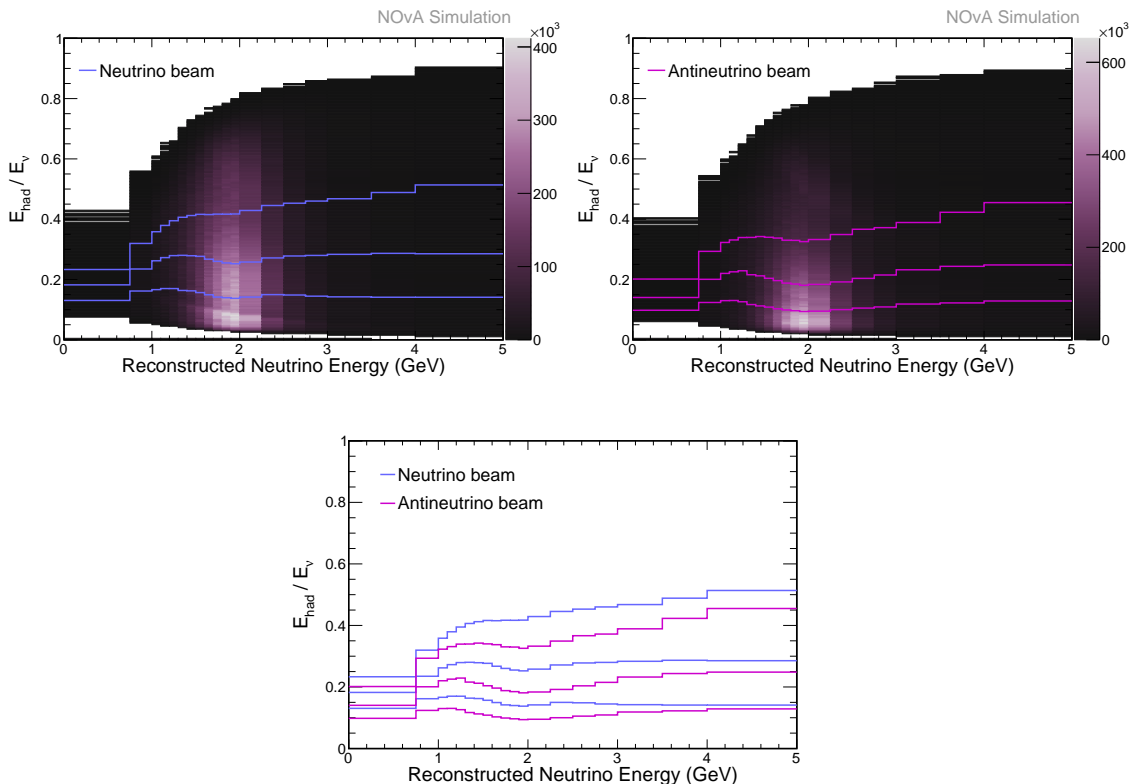 NOvA Simulation
×10³
Neutrino beam
E_had / E_ν
1
0.8
0.6
0.4
0.2
0
0 1 2 3 4 5
Reconstructed Neutrino Energy (GeV)
400
300
200
100
0
NOvA Simulation
×10³
Antineutrino beam
E_had / E_ν
1
0.8
0.6
0.4
0.2
0
0 1 2 3 4 5
Reconstructed Neutrino Energy (GeV)
600
400
200
0
Neutrino beam
Antineutrino beam
E_had / E_ν
1
0.8
0.6
0.4
0.2
0
0 1 2 3 4 5
Reconstructed Neutrino Energy (GeV)